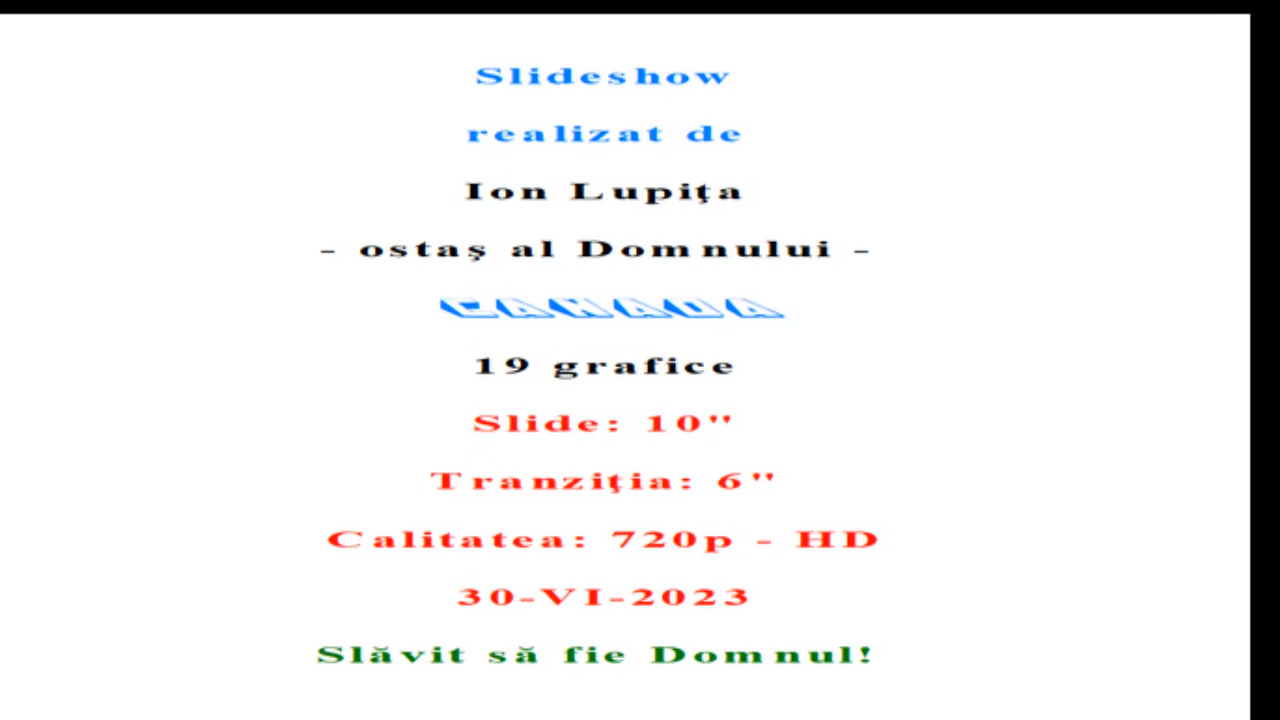 Slideshow
realizat de
Ion Lupiţa
- ostaş al Domnului -
CANADA
19 grafice
Slide: 10"
Tranziţia: 6"
Calitatea: 720p - HD
30-VI-2023
Slăvit să fie Domnul!